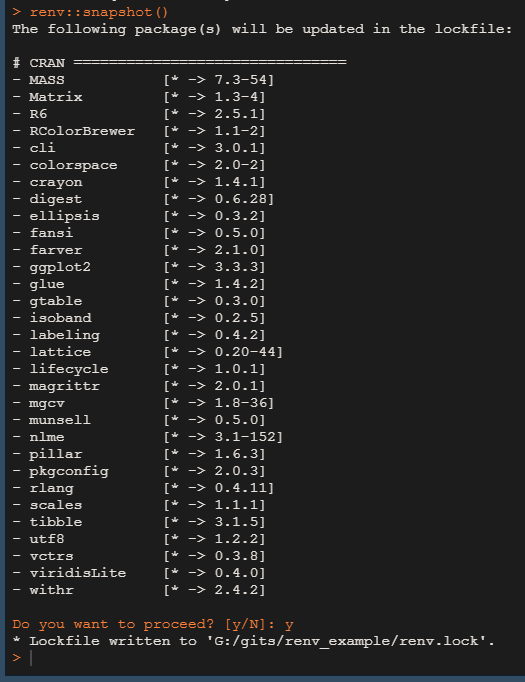 > renv::snapshot()
The following package(s) will be updated in the lockfile:
# CRAN ===============================
- MASS [* -> 7.3-54]
- Matrix [* -> 1.3-4]
- R6 [* -> 2.5.1]
- RColorBrewer [* -> 1.1-2]
- cli [* -> 3.0.1]
- colorspace [* -> 2.0-2]
- crayon [* -> 1.4.1]
- digest [* -> 0.6.28]
- ellipsis [* -> 0.3.2]
- fansi [* -> 0.5.0]
- farver [* -> 2.1.0]
- ggplot2 [* -> 3.3.3]
- glue [* -> 1.4.2]
- gtable [* -> 0.3.0]
- isoband [* -> 0.2.5]
- labeling [* -> 0.4.2]
- lattice [* -> 0.20-44]
- lifecycle [* -> 1.0.1]
- magrittr [* -> 2.0.1]
- mgcv [* -> 1.8-36]
- munsell [* -> 0.5.0]
- nlme [* -> 3.1-152]
- pillar [* -> 1.6.3]
- pkgconfig [* -> 2.0.3]
- rlang [* -> 0.4.11]
- scales [* -> 1.1.1]
- tibble [* -> 3.1.5]
- utf8 [* -> 1.2.2]
- vctrs [* -> 0.3.8]
- viridisLite [* -> 0.4.0]
- withr [* -> 2.4.2]
Do you want to proceed? [y/N]: y
* Lockfile written to 'G:/gits/renv_example/renv.lock'.
>